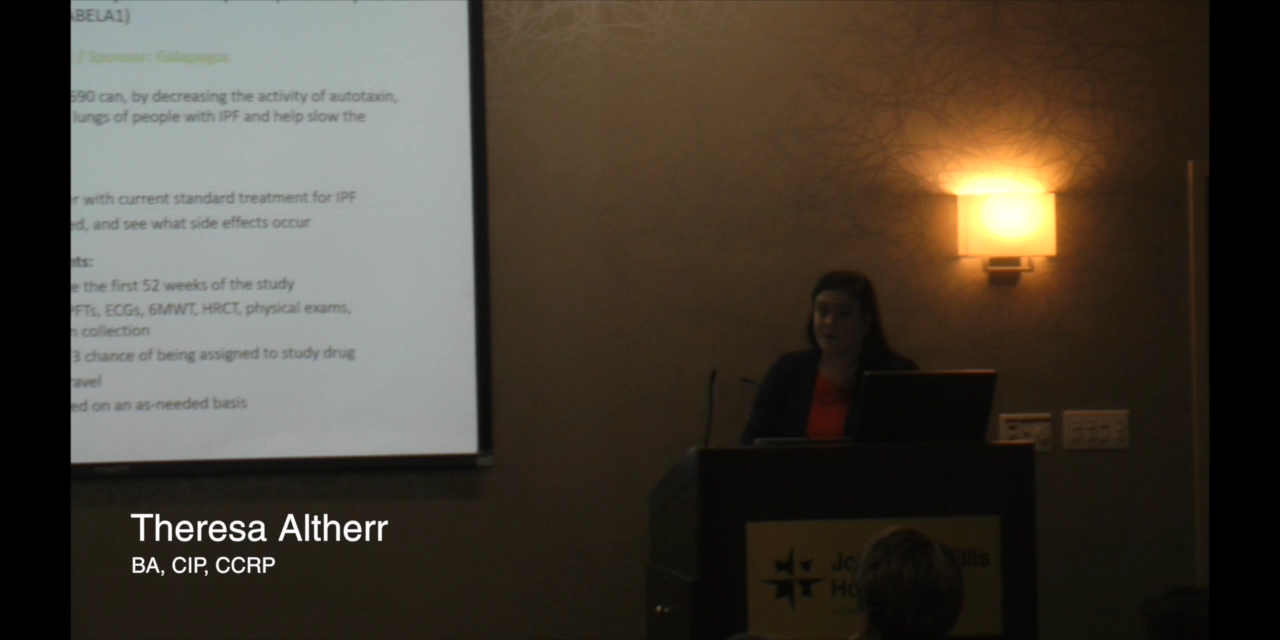 ABELA1)
/ Sponsor: Galapagos
690 can, by decreasing the activity of autotaxin,
lungs of people with IPF and help slow the
r with current standard treatment for IPF
ed, and see what side effects occur
nts:
e the first 52 weeks of the study
PFTs, ECGs, 6MWT, HRCT, physical exams,
n collection
3 chance of being assigned to study drug
ravel
ed on an as-needed basis
Theresa Altherr
BA, CIP, CCRP
Jo llis
Ho